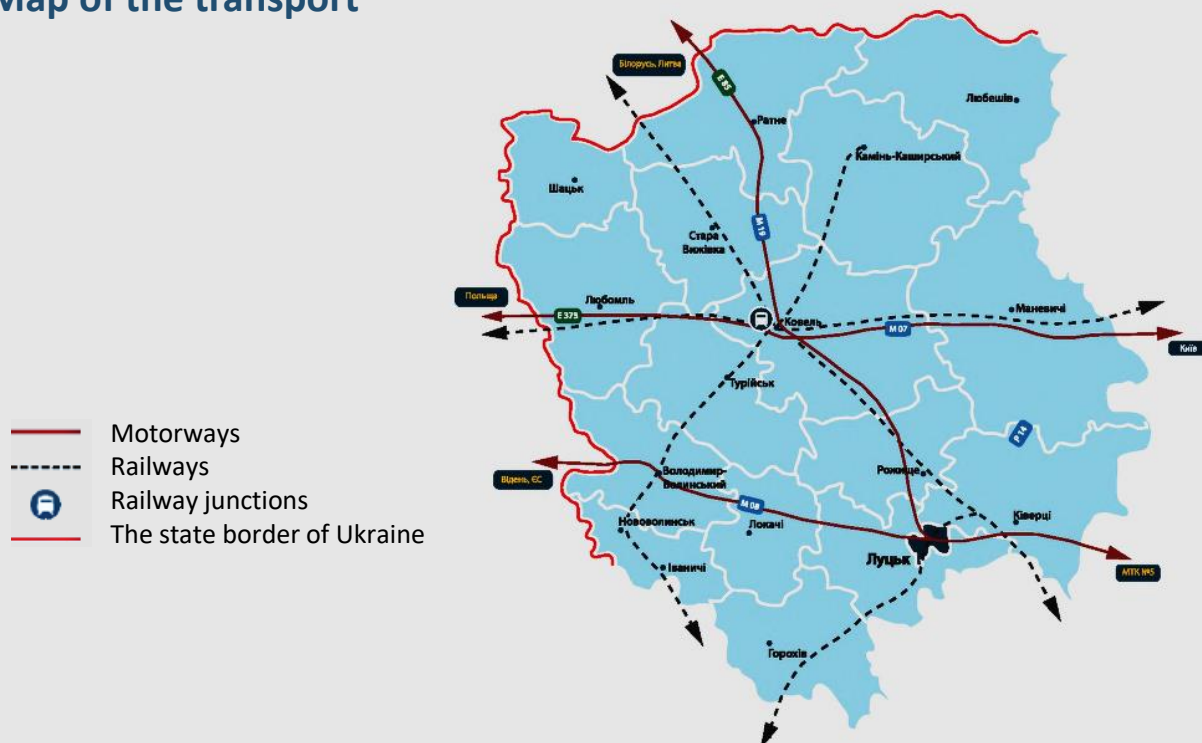 Map of the transport
Білорусь, Литва
E 85
Любешів
Ратне
Камінь-Каширський
Шацьк
M 19
Стара
Вижівка
Польща
Любомль
E 373
Ковель
Маневичі
M 07
Київ
Турійськ
Motorways
Railways
Railway junctions
The state border of Ukraine
P 14
Відень, ЄС
Володимир-
Волинський
Рожище
M 08
Нововолинськ
Локачі
Ківерці
Луцьк
Іваничі
МТК №5
Горохів